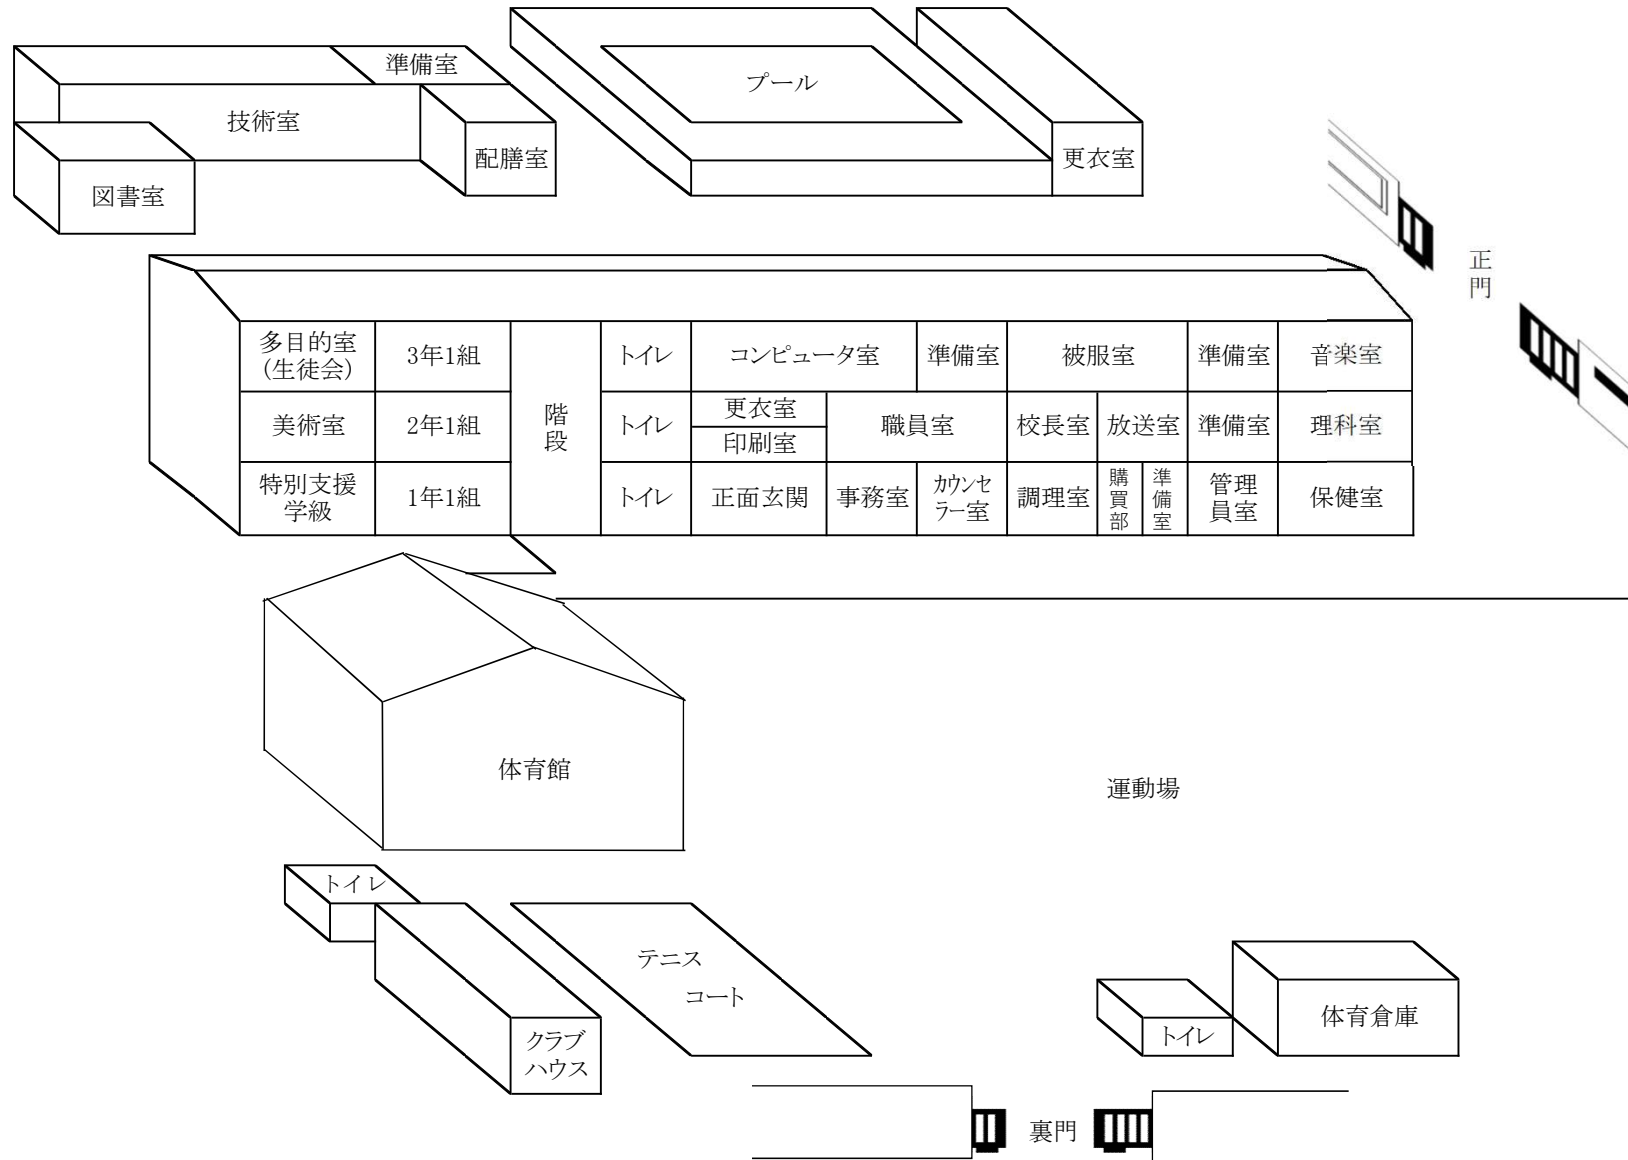 準備室
プール
技術室
配膳室
更衣室
図書室
正
門
多目的室
(生徒会)
3年1組
トイレ
コンピュータ室
準備室
被服室
準備室
音楽室
階
段
美術室
2年1組
トイレ
更衣室
印刷室
職員室
校長室
放送室
準備室
理科室
特別支援
学級
1年1組
トイレ
正面玄関
事務室
カウンセ
ラー室
調理室
購
買
部
準
備
室
管理
員室
保健室
体育館
運動場
トイレ
テニス
コート
クラブ
ハウス
トイレ
体育倉庫
裏門